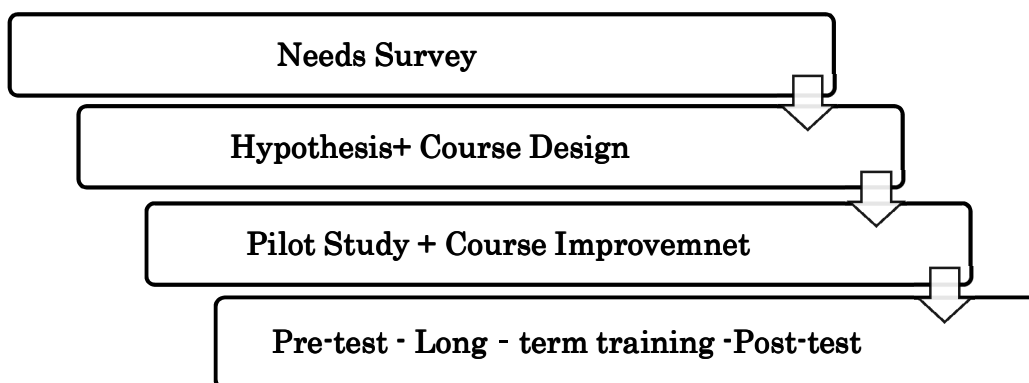 Needs Survey
Hypothesis+ Course Design
Pilot Study + Course Improvemnet
Pre-test - Long - term training -Post-test